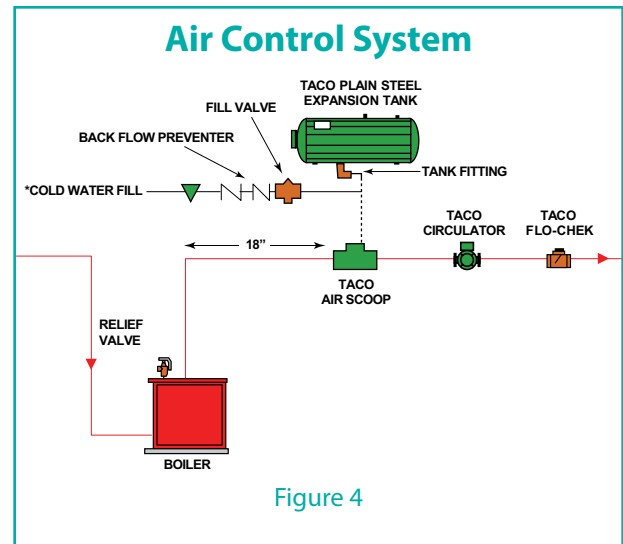 Air Control System
TACO PLAIN STEEL
EXPANSION TANK
FILL VALVE
BACK FLOW PREVENTER
TANK FITTING
*COLD WATER FILL
18”
TACO
CIRCULATOR
TACO
FLO-CHEK
TACO
AIR SCOOP
RELIEF
VALVE
BOILER
Figure 4